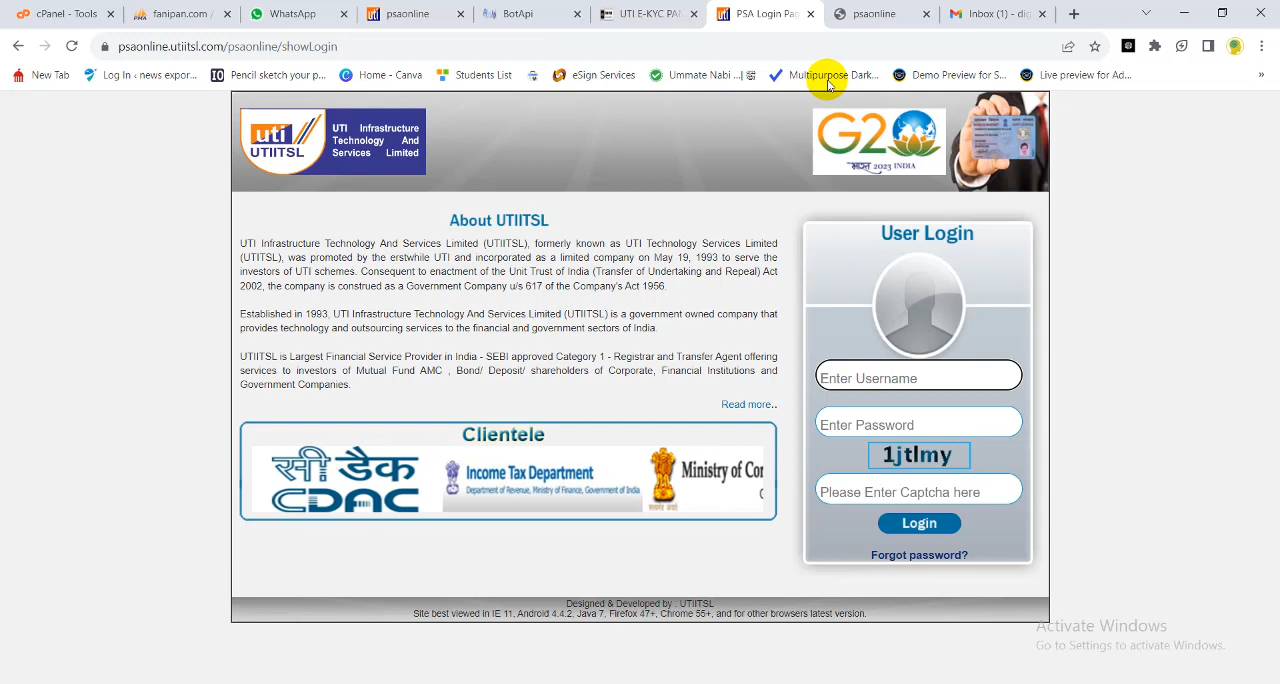 cPanel - Tools
fanipan.com /
WhatsApp
psaonline
BotApi
UTI E-KYC PAN
PSA Login Pag
psaonline
Inbox (1) - dig
psaonline.utiitsl.com/psaonline/showLogin
New Tab
Log In ‹ news expor...
Pencil sketch your p...
Home - Canva
Students List
eSign Services
Ummate Nabi ...
Multipurpose Dark...
Demo Preview for S...
Live preview for Ad...
»
uti
UTIITSL
UTI Infrastructure
Technology And
Services Limited
G20
भारत 2023 INDIA
About UTIITSL
UTI Infrastructure Technology And Services Limited (UTIITSL), formerly known as UTI Technology Services Limited
(UTITSL), was promoted by the erstwhile UTI and incorporated as a limited company on May 19, 1993 to serve the
investors of UTI schemes. Consequent to enactment of the Unit Trust of India (Transfer of Undertaking and Repeal) Act
2002, the company is construed as a Government Company u/s 617 of the Company's Act 1956.
Established in 1993, UTI Infrastructure Technology And Services Limited (UTIITSL) is a government owned company that
provides technology and outsourcing services to the financial and government sectors of India.
UTIITSL is Largest Financial Service Provider in India - SEBI approved Category 1 - Registrar and Transfer Agent offering
services to investors of Mutual Fund AMC , Bond/ Deposit/ shareholders of Corporate, Financial Institutions and
Government Companies.
Read more..
Clientele
सी डैक
CDAC
Income Tax Department
Department of Revenue, Ministry of Finance, Government of India
Ministry of Cor
User Login
Enter Username
Enter Password
1jtlmy
Please Enter Captcha here
Login
Forgot password?
Designed & Developed by : UTIITSL
Site best viewed in IE 11, Android 4.4.2, Java 7, Firefox 47+, Chrome 55+, and for other browsers latest version.
Activate Windows
Go to Settings to activate Windows.